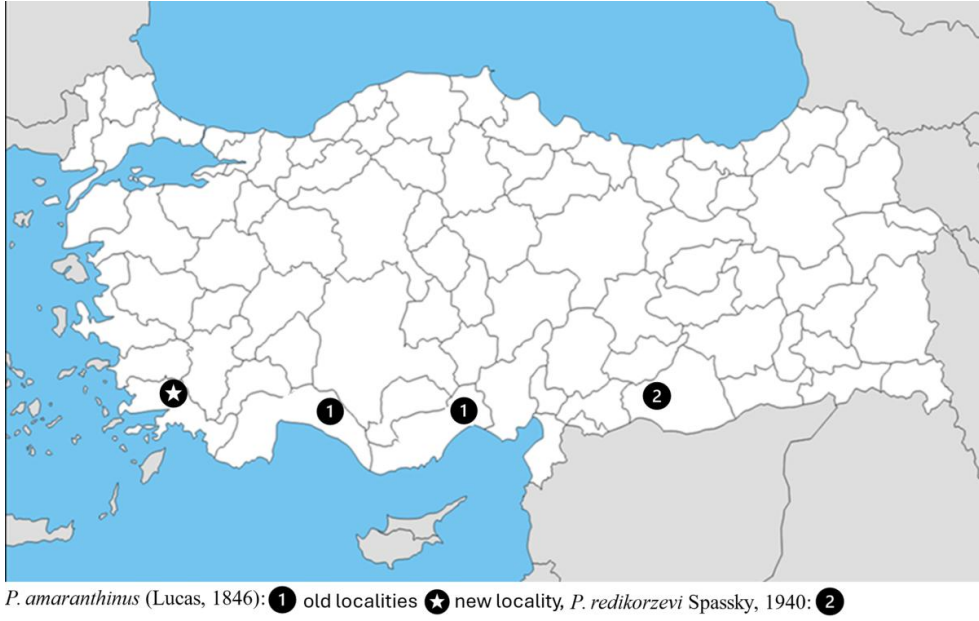 1
1
2
P. amaranthinus (Lucas, 1846): 1 old localities ★ new locality, P. redikorzevi Spassky, 1940: 2